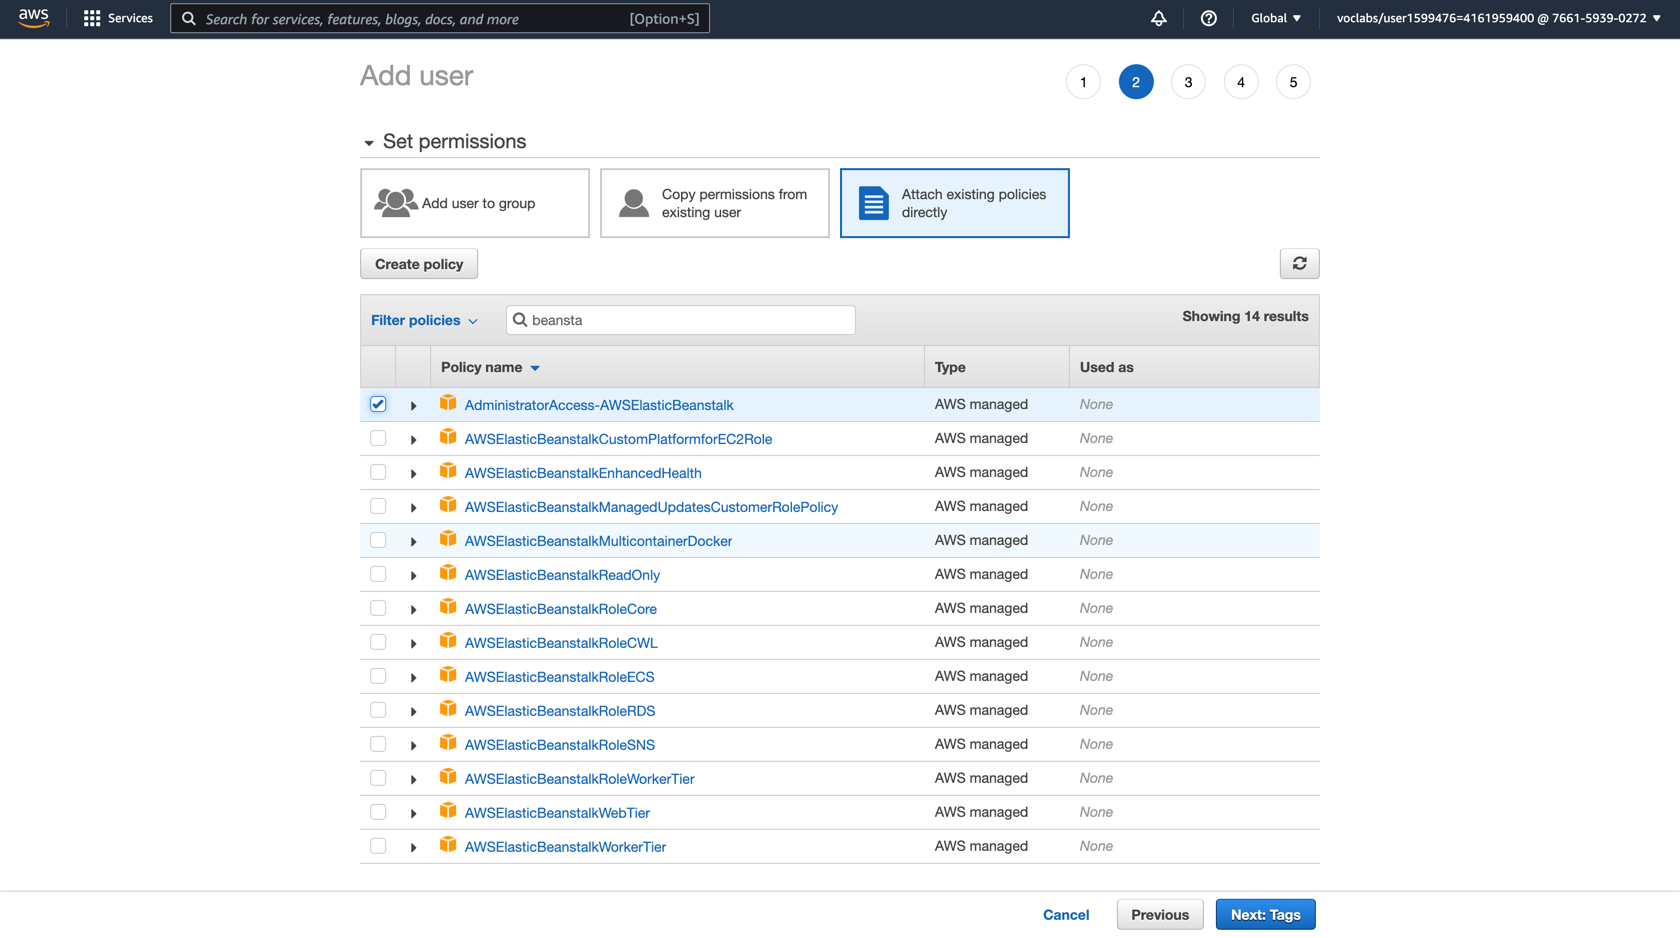 aws Services Search for services, features, blogs, docs, and more [Option+S] Global ▼ voclabs/user1599476=4161959400 @ 7661-5939-0272 ▼
Add user 1 2 3 4 5
Set permissions
Add user to group
Copy permissions from
existing user
Attach existing policies
directly
Create policy
Filter policies beansta Showing 14 results
Policy name Type Used as
AdministratorAccess-AWSElasticBeanstalk AWS managed None
AWSElasticBeanstalkCustomPlatformforEC2Role AWS managed None
AWSElasticBeanstalkEnhancedHealth AWS managed None
AWSElasticBeanstalkManagedUpdatesCustomerRolePolicy AWS managed None
AWSElasticBeanstalkMulticontainerDocker AWS managed None
AWSElasticBeanstalkReadOnly AWS managed None
AWSElasticBeanstalkRoleCore AWS managed None
AWSElasticBeanstalkRoleCWL AWS managed None
AWSElasticBeanstalkRoleECS AWS managed None
AWSElasticBeanstalkRoleRDS AWS managed None
AWSElasticBeanstalkRoleSNS AWS managed None
AWSElasticBeanstalkRoleWorkerTier AWS managed None
AWSElasticBeanstalkWebTier AWS managed None
AWSElasticBeanstalkWorkerTier AWS managed None
Cancel Previous Next: Tags